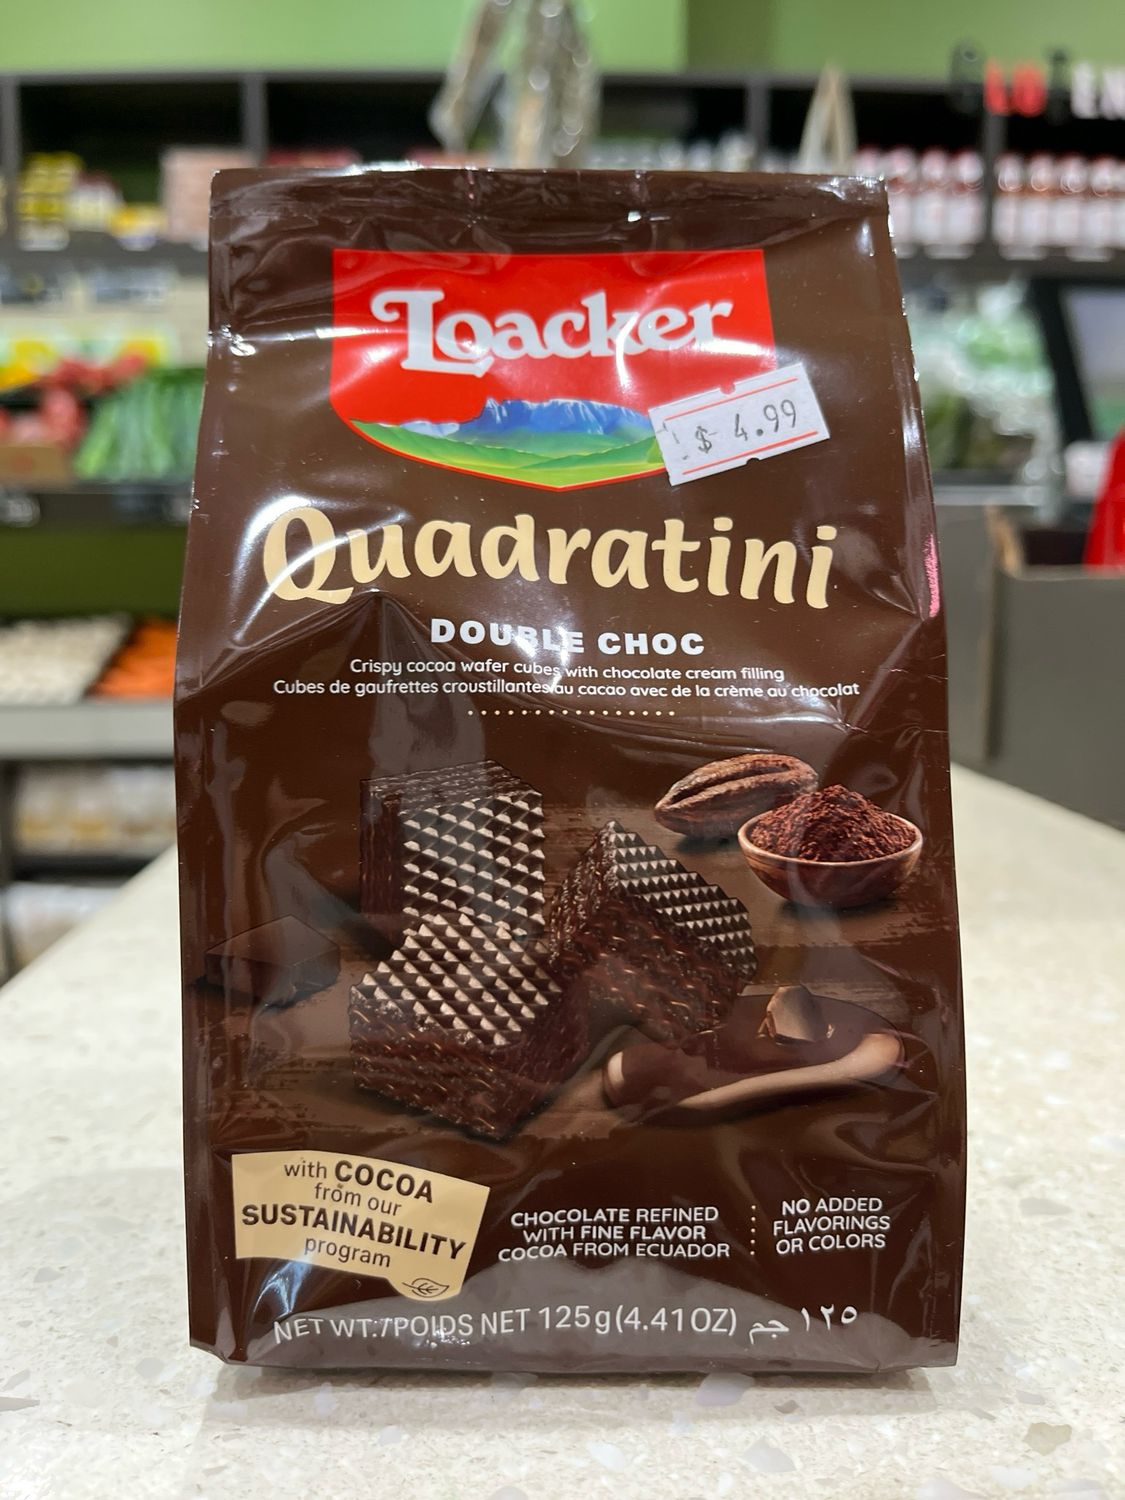 Loacker
$ 4.99
Quadratini
DOUBLE CHOC
Crispy cocoa wafer cubes with chocolate cream filling
Cubes de gaufrettes croustillantes au cacao avec de la crème au chocolat
with COCOA
from our
SUSTAINABILITY
program
CHOCOLATE REFINED
WITH FINE FLAVOR
COCOA FROM ECUADOR
NO ADDED
FLAVORINGS
OR COLORS
NET WT./POIDS NET 125g (4.41 OZ) ١٢٥ جم